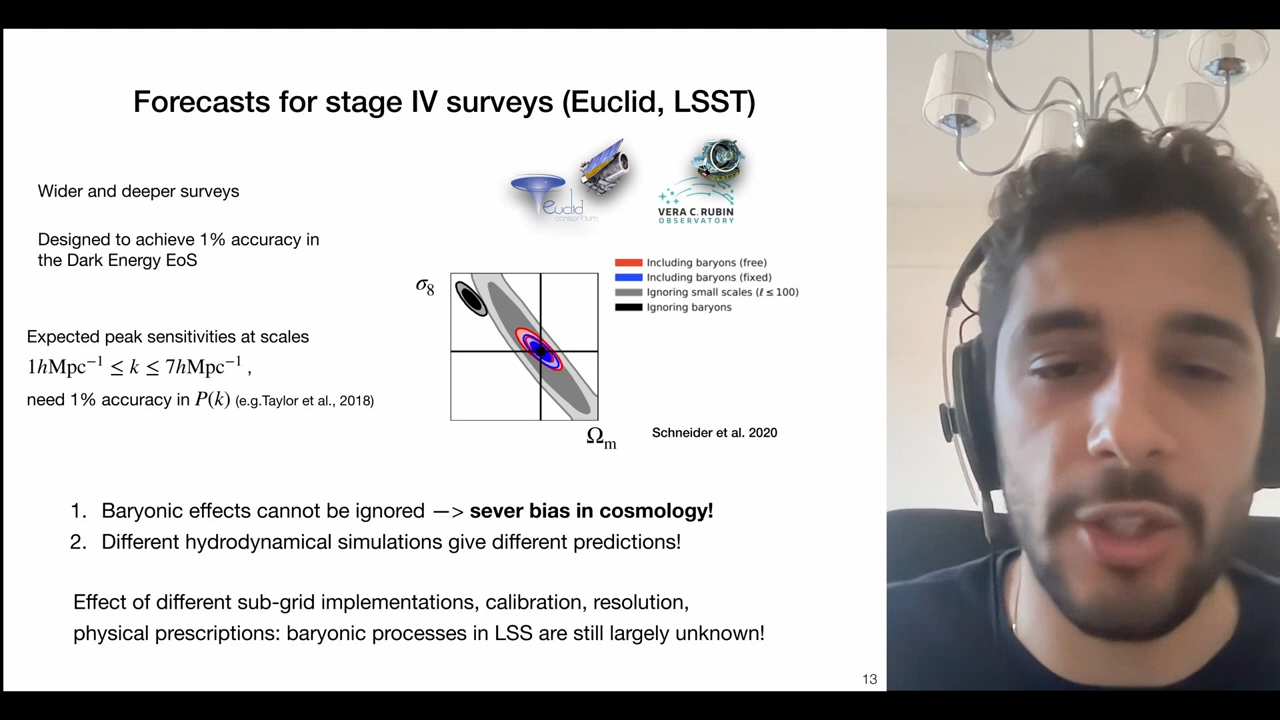 Forecasts for stage IV surveys (Euclid, LSST)
Wider and deeper surveys
Designed to achieve 1% accuracy in
the Dark Energy EoS
euclid
consortium
VERA C. RUBIN
OBSERVATORY
Including baryons (free)
Including baryons (fixed)
Ignoring small scales (ℓ ≤ 100)
Ignoring baryons
σ₈
Ωₘ
Schneider et al. 2020
Expected peak sensitivities at scales
1hMpc⁻¹ ≤ k ≤ 7hMpc⁻¹ ,
need 1% accuracy in P(k) (e.g.Taylor et al., 2018)
1. Baryonic effects cannot be ignored —> sever bias in cosmology!
2. Different hydrodynamical simulations give different predictions!
Effect of different sub-grid implementations, calibration, resolution,
physical prescriptions: baryonic processes in LSS are still largely unknown!
13